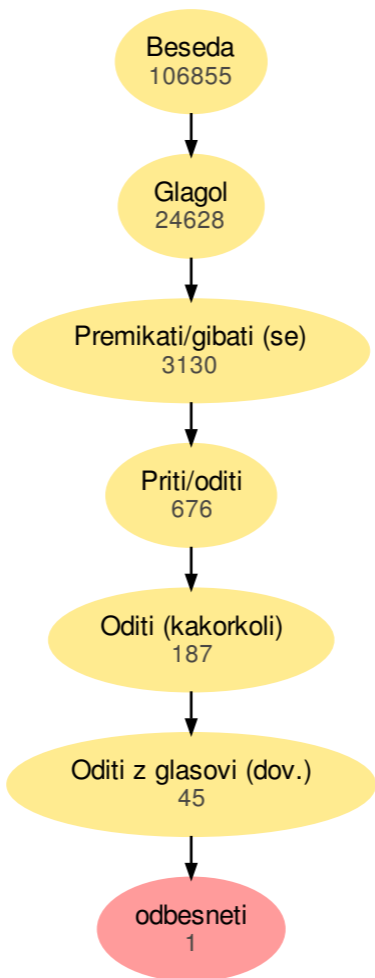 Beseda
106855
Glagol
24628
Premikati/gibati (se)
3130
Priti/oditi
676
Oditi (kakorkoli)
187
Oditi z glasovi (dov.)
45
odbesneti
1